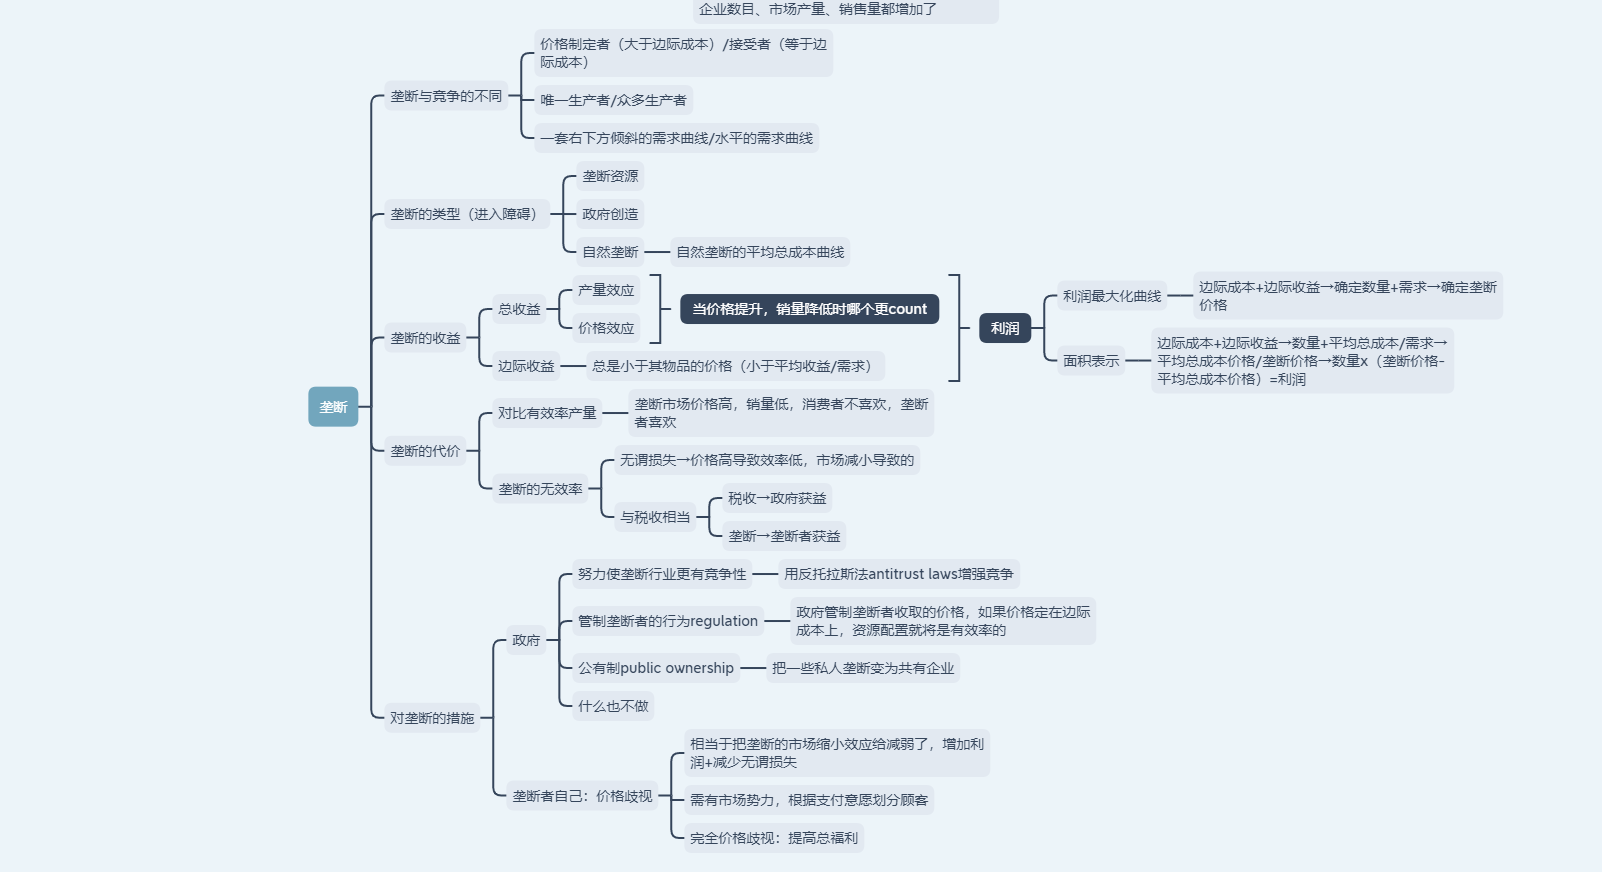 企业数目、市场产量、销售量都增加了
垄断
垄断与竞争的不同
价格制定者（大于边际成本）/接受者（等于边
际成本）
唯一生产者/众多生产者
一套右下方倾斜的需求曲线/水平的需求曲线
垄断的类型（进入障碍）
垄断资源
政府创造
自然垄断
自然垄断的平均总成本曲线
垄断的收益
总收益
产量效应
价格效应
当价格提升，销量降低时哪个更count
边际收益
总是小于其物品的价格（小于平均收益/需求）
利润
利润最大化曲线
边际成本+边际收益→确定数量+需求→确定垄断
价格
面积表示
边际成本+边际收益→数量+平均总成本/需求→
平均总成本价格/垄断价格→数量x（垄断价格-
平均总成本价格）=利润
垄断的代价
对比有效率产量
垄断市场价格高，销量低，消费者不喜欢，垄断
者喜欢
垄断的无效率
无谓损失→价格高导致效率低，市场减小导致的
与税收相当
税收→政府获益
垄断→垄断者获益
对垄断的措施
政府
努力使垄断行业更有竞争性
用反托拉斯法antitrust laws增强竞争
管制垄断者的行为regulation
政府管制垄断者收取的价格，如果价格定在边际
成本上，资源配置就将是有效率的
公有制public ownership
把一些私人垄断变为共有企业
什么也不做
垄断者自己：价格歧视
相当于把垄断的市场缩小效应给减弱了，增加利
润+减少无谓损失
需有市场势力，根据支付意愿划分顾客
完全价格歧视：提高总福利